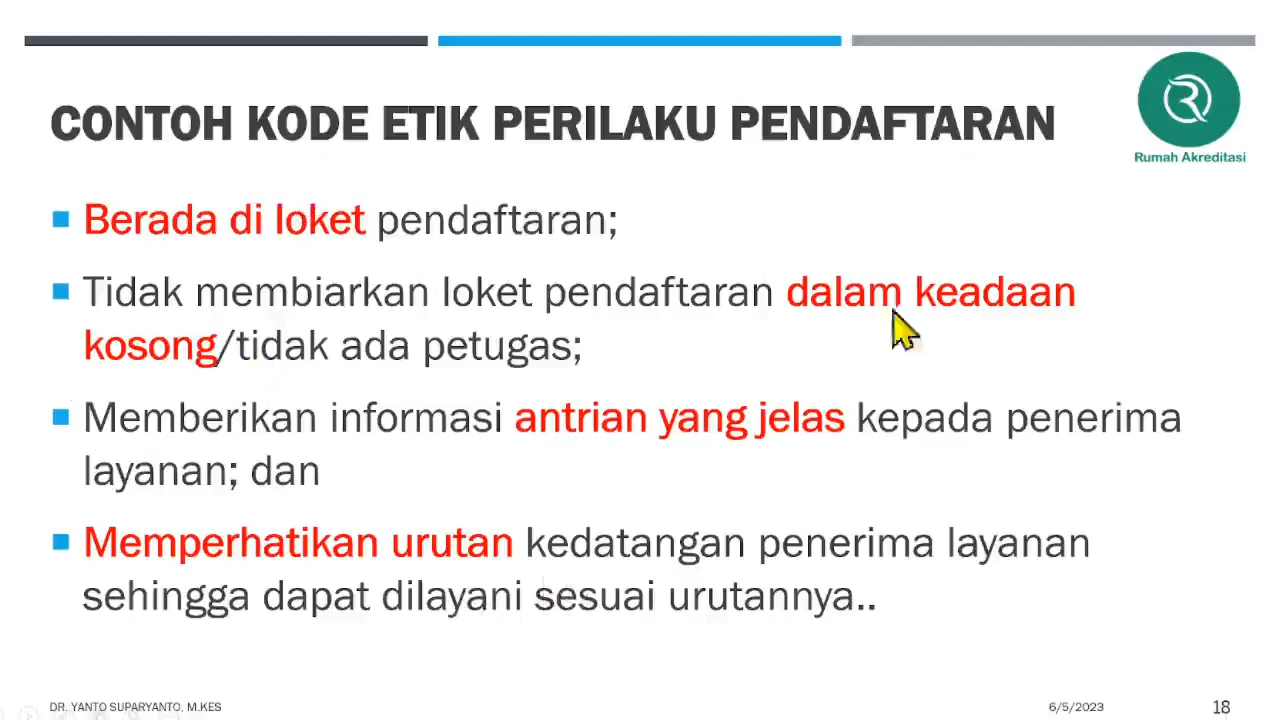 CONTOH KODE ETIK PERILAKU PENDAFTARAN
Rumah Akreditasi
Berada di loket pendaftaran;
Tidak membiarkan loket pendaftaran dalam keadaan
kosong/tidak ada petugas;
Memberikan informasi antrian yang jelas kepada penerima
layanan; dan
Memperhatikan urutan kedatangan penerima layanan
sehingga dapat dilayani sesuai urutannya..
DR. YANTO SUPARYANTO, M.KES
6/5/2023
18